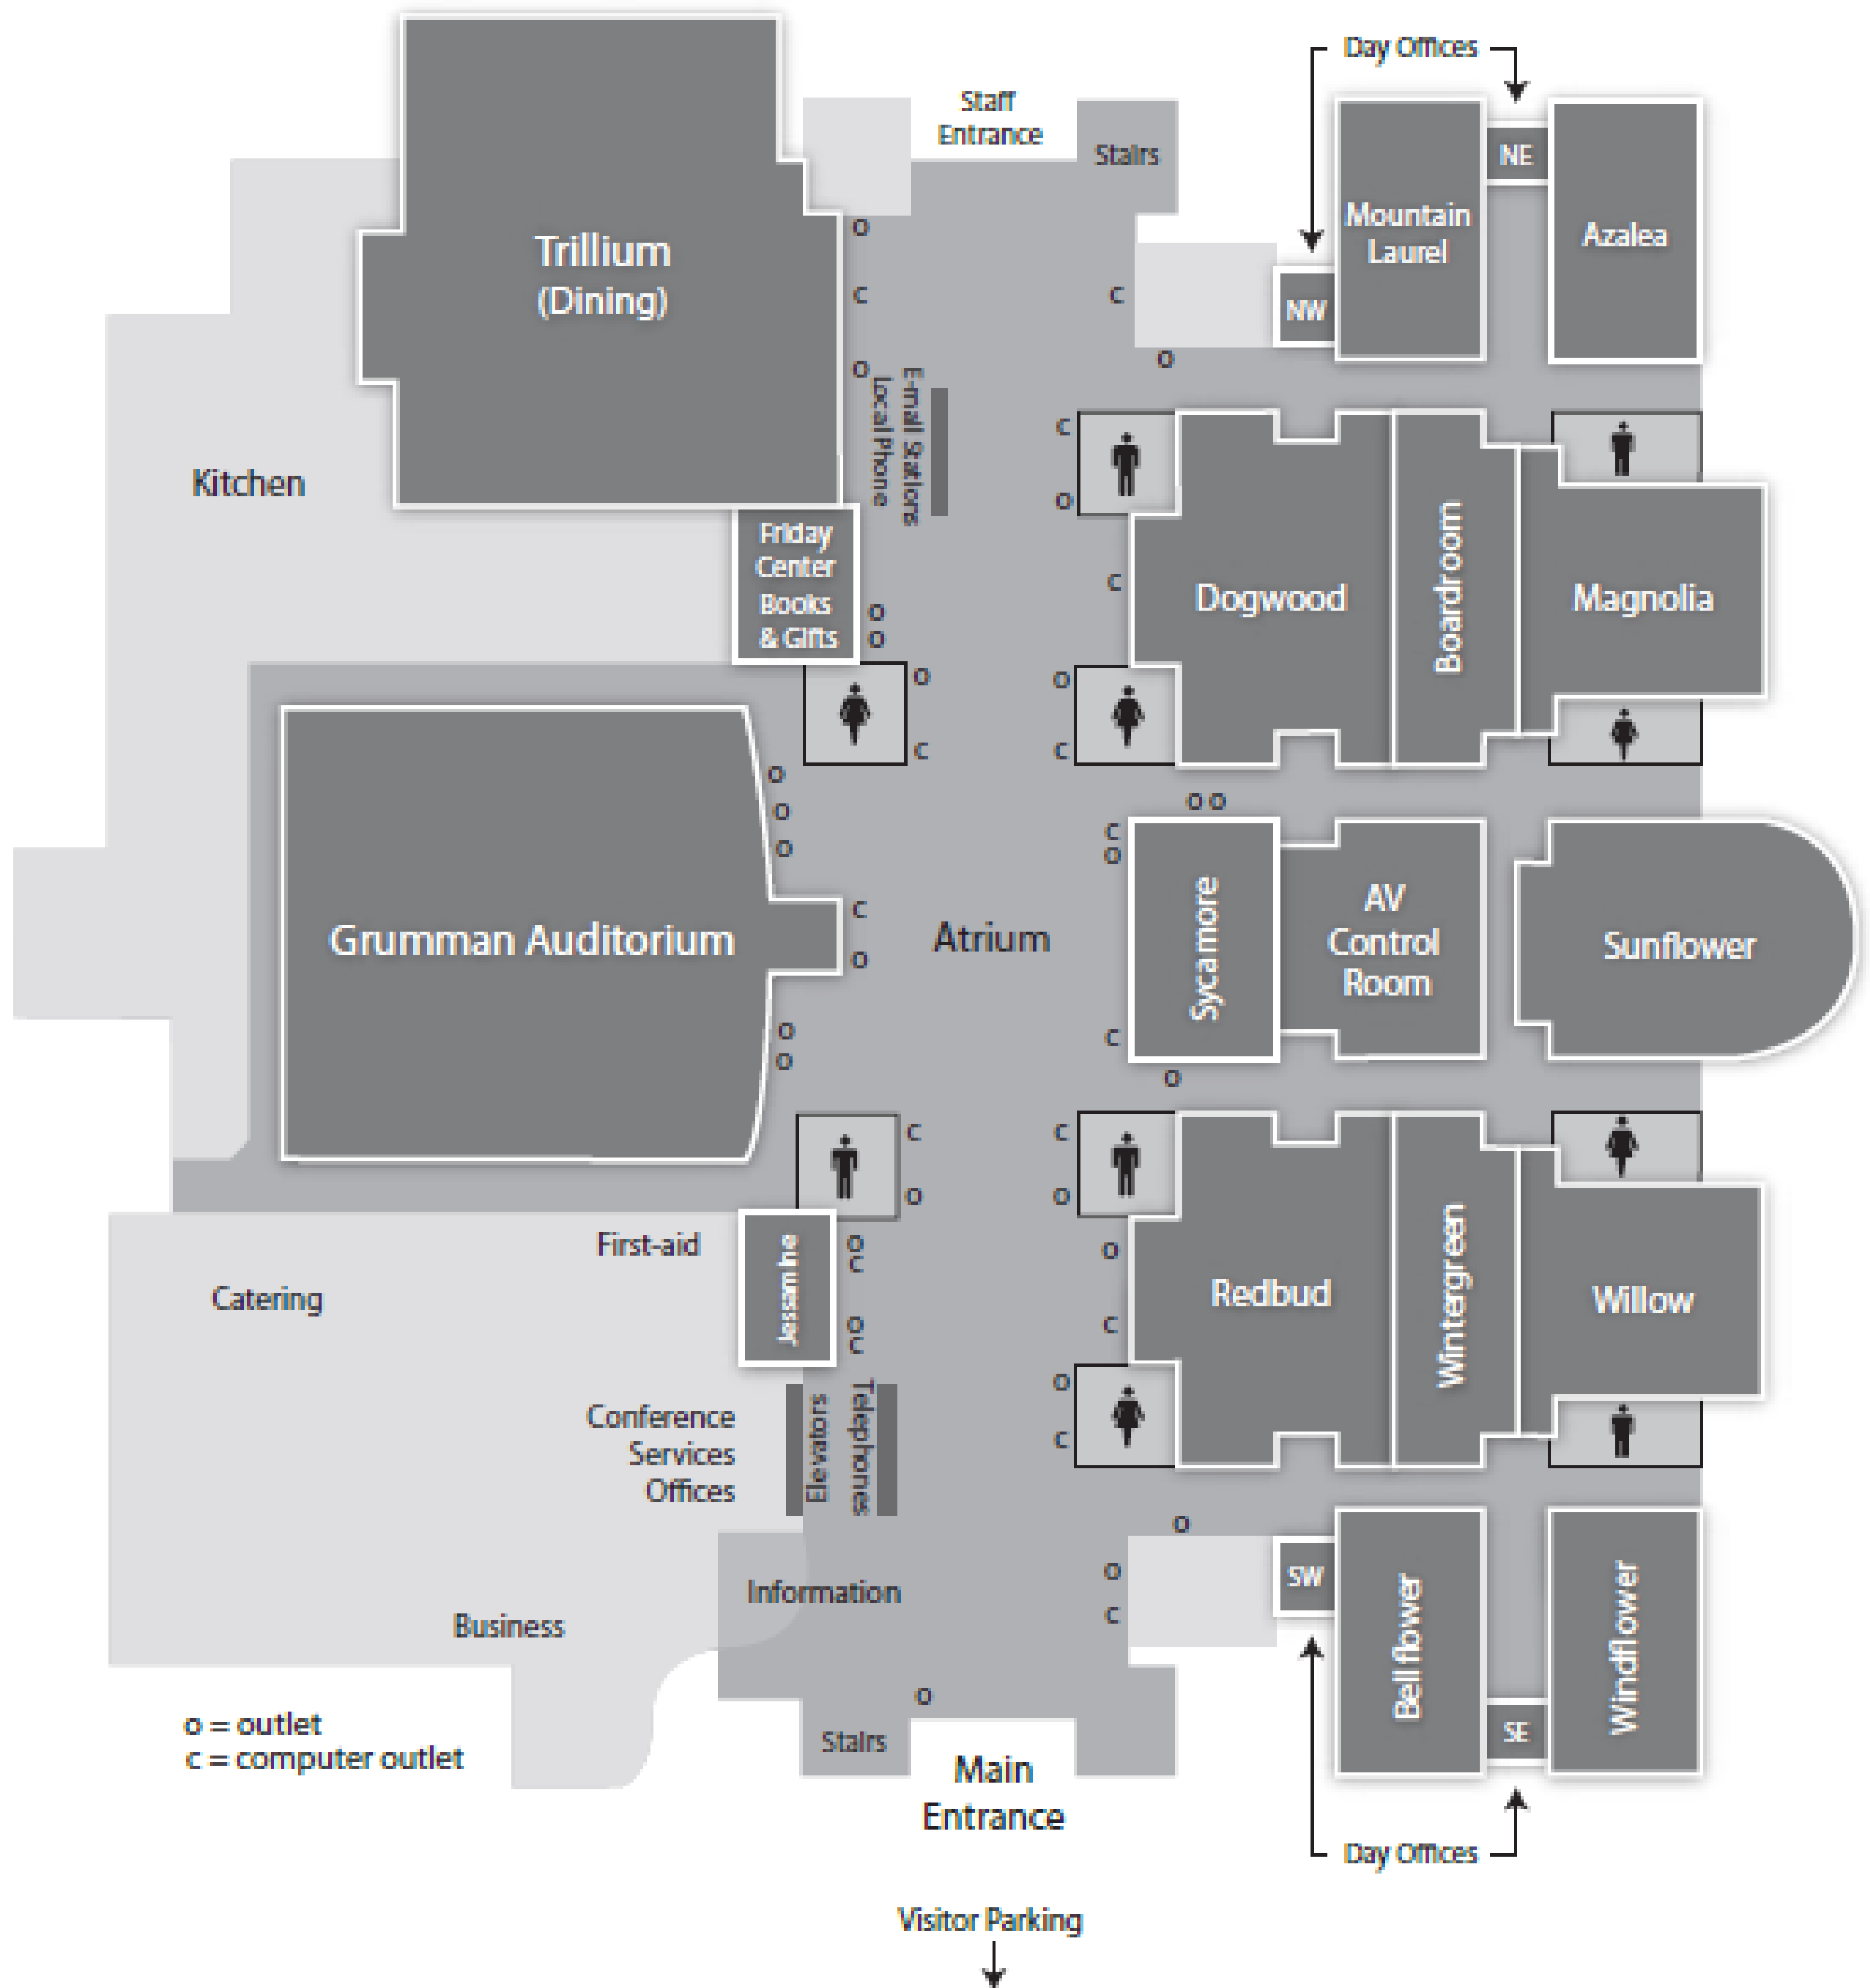 Day Offices
Staff
Entrance
Stairs
NE
Mountain
Laurel
Azalea
NW
Trillium
(Dining)
o
c
o
c
o
E-mail Stations
Local Phone
Kitchen
c
o
c
Dogwood
Boardroom
Magnolia
Friday
Center
Books
& Gifts
o
o
o
c
o
c
o o
o
o
o
c
o
o
o
Grumman Auditorium
Atrium
c
o
c
Sycamore
AV
Control
Room
Sunflower
o
c
o
c
o
First-aid
Catering
Jessamine
o
c
o
c
o
c
Redbud
Wintergreen
Willow
o
c
Conference
Services
Offices
Elevators
Telephones
o
o
c
SW
Bellflower
Windflower
SE
Information
Business
o
Stairs
o = outlet
c = computer outlet
Main
Entrance
Day Offices
Visitor Parking